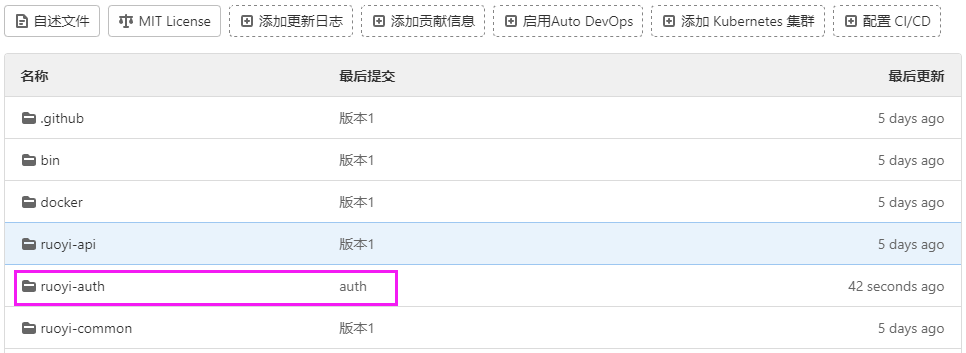 自述文件 MIT License 添加更新日志 添加贡献信息 启用Auto DevOps 添加 Kubernetes 集群 配置 CI/CD
名称 最后提交 最后更新
.github 版本1 5 days ago
bin 版本1 5 days ago
docker 版本1 5 days ago
ruoyi-api 版本1 5 days ago
ruoyi-auth auth 42 seconds ago
ruoyi-common 版本1 5 days ago